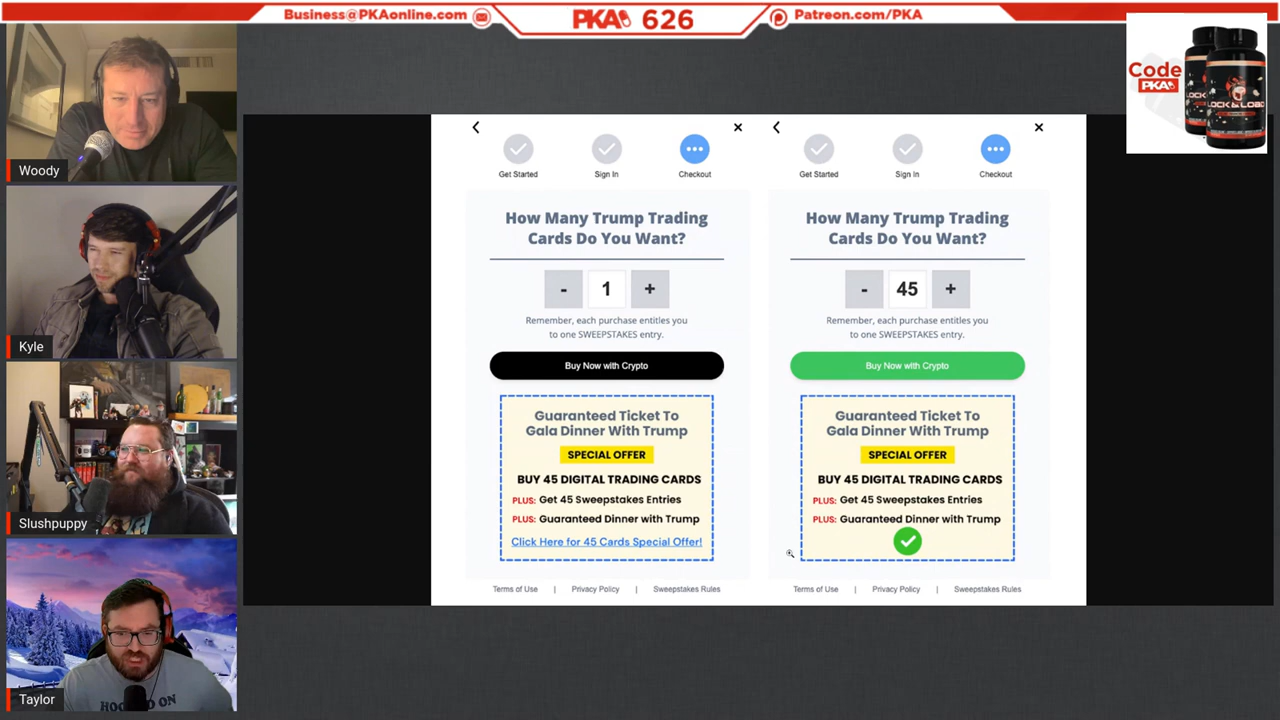 Business@PKAonline.com
PKA 626
Patreon.com/PKA
Code
PKA
LOCK & LOAD
Woody
Kyle
Slushpuppy
Taylor
Get Started
Sign In
Checkout
How Many Trump Trading
Cards Do You Want?
- 1 +
Remember, each purchase entitles you
to one SWEEPSTAKES entry.
Buy Now with Crypto
Guaranteed Ticket To
Gala Dinner With Trump
SPECIAL OFFER
BUY 45 DIGITAL TRADING CARDS
PLUS: Get 45 Sweepstakes Entries
PLUS: Guaranteed Dinner with Trump
Click Here for 45 Cards Special Offer!
Terms of Use | Privacy Policy | Sweepstakes Rules
Get Started
Sign In
Checkout
How Many Trump Trading
Cards Do You Want?
- 45 +
Remember, each purchase entitles you
to one SWEEPSTAKES entry.
Buy Now with Crypto
Guaranteed Ticket To
Gala Dinner With Trump
SPECIAL OFFER
BUY 45 DIGITAL TRADING CARDS
PLUS: Get 45 Sweepstakes Entries
PLUS: Guaranteed Dinner with Trump
Terms of Use | Privacy Policy | Sweepstakes Rules